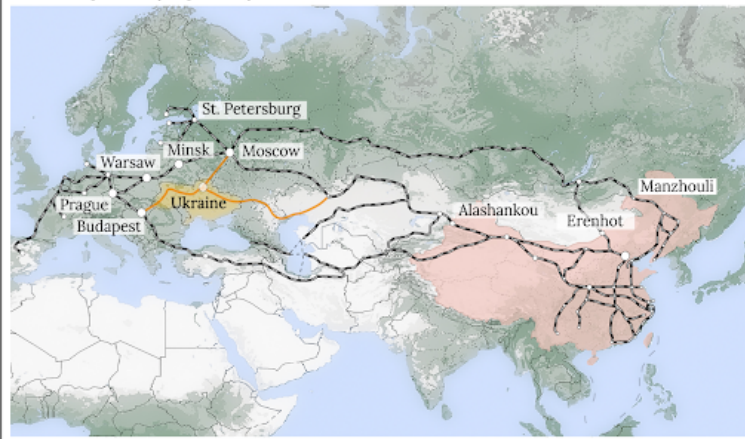 St. Petersburg
Minsk
Moscow
Warsaw
Prague
Ukraine
Budapest
Manzhouli
Alashankou
Erenhot